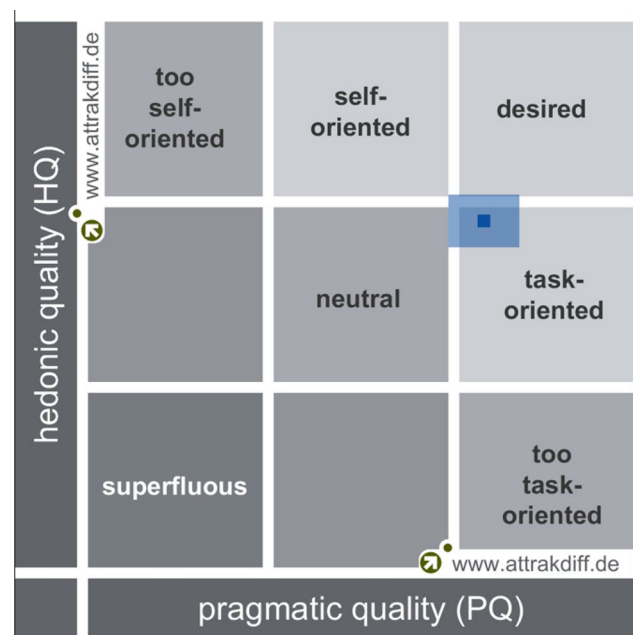 hedonic quality (HQ)
www.attrakdiff.de
too
self-
oriented
self-
oriented
desired
neutral
task-
oriented
superfluous
too
task-
oriented
www.attrakdiff.de
pragmatic quality (PQ)